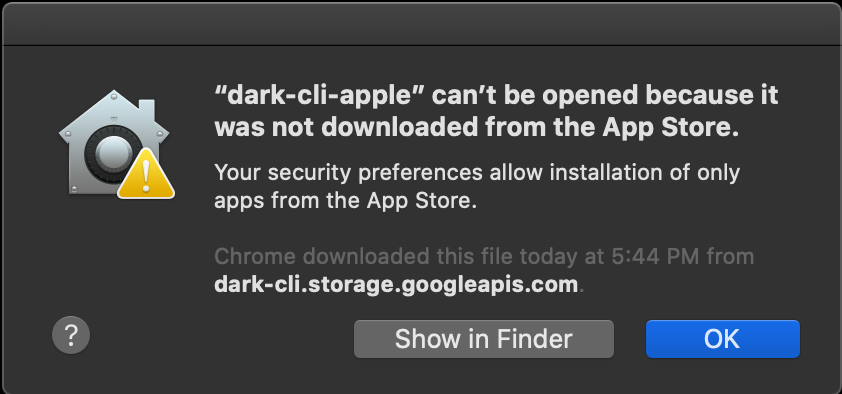 “dark-cli-apple” can’t be opened because it
was not downloaded from the App Store.
Your security preferences allow installation of only
apps from the App Store.
Chrome downloaded this file today at 5:44 PM from
dark-cli.storage.googleapis.com.
?
Show in Finder
OK